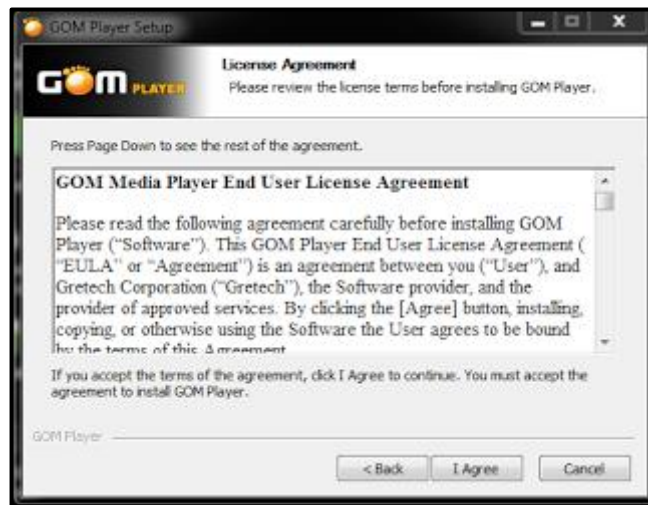 GOM Player Setup
GOM PLAYER
License Agreement
Please review the license terms before installing GOM Player.
Press Page Down to see the rest of the agreement.
GOM Media Player End User License Agreement
Please read the following agreement carefully before installing GOM
Player (“Software”). This GOM Player End User License Agreement (
“EULA” or “Agreement”) is an agreement between you (“User”), and
Gretech Corporation (“Gretech”), the Software provider, and the
provider of approved services. By clicking the [Agree] button, installing,
copying, or otherwise using the Software the User agrees to be bound
by the terms of this Agreement
If you accept the terms of the agreement, click I Agree to continue. You must accept the
agreement to install GOM Player.
GOM Player
< Back
I Agree
Cancel